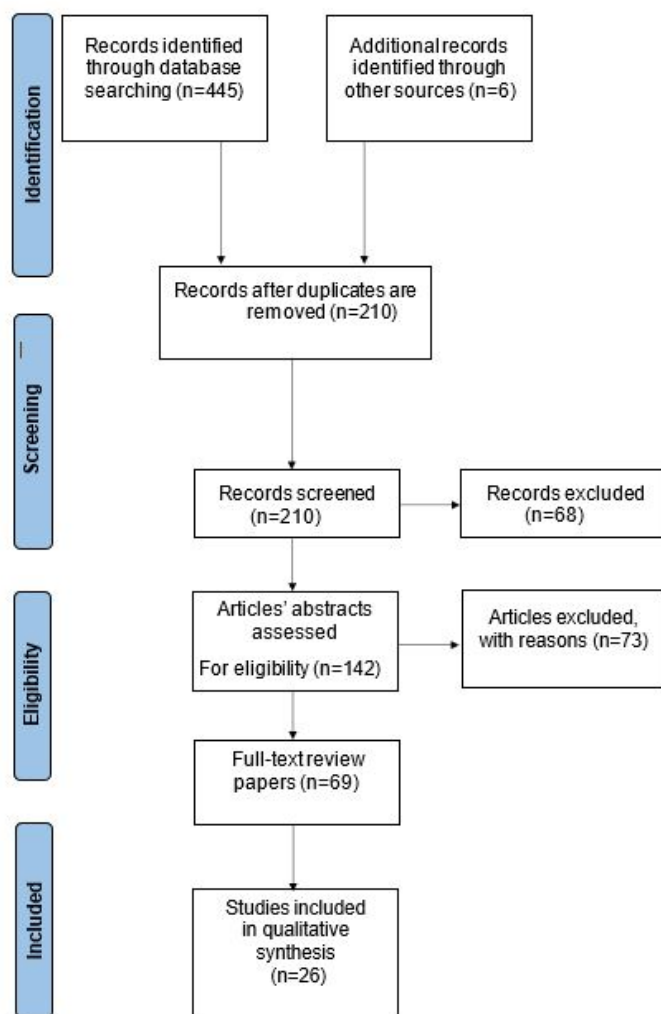 Identification
Records identified
through database
searching (n=445)
Additional records
identified through
other sources (n=6)
Records after duplicates are
removed (n=210)
Screening
Records screened
(n=210)
Records excluded
(n=68)
Eligibility
Articles' abstracts
assessed
For eligibility (n=142)
Articles excluded,
with reasons (n=73)
Full-text review
papers (n=69)
Included
Studies included
in qualitative
synthesis
(n=26)